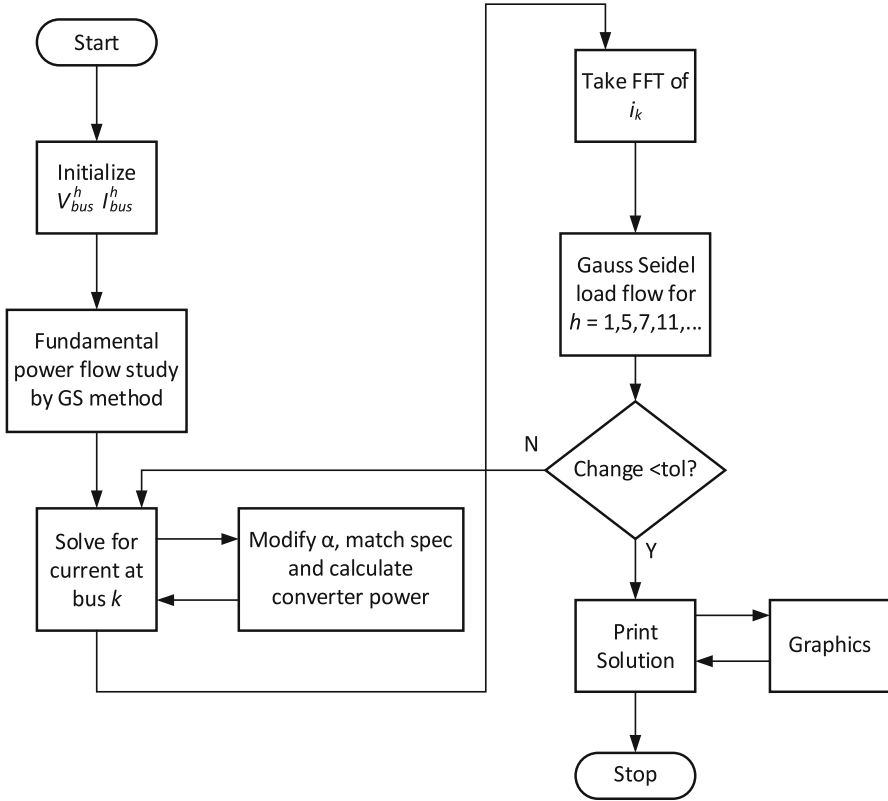 Start
Initialize
V^h_bus I^h_bus
Fundamental
power flow study
by GS method
Solve for
current at
bus k
Modify α, match spec
and calculate
converter power
Take FFT of
i_k
Gauss Seidel
load flow for
h = 1,5,7,11,...
N
Change <tol?
Y
Print
Solution
Graphics
Stop